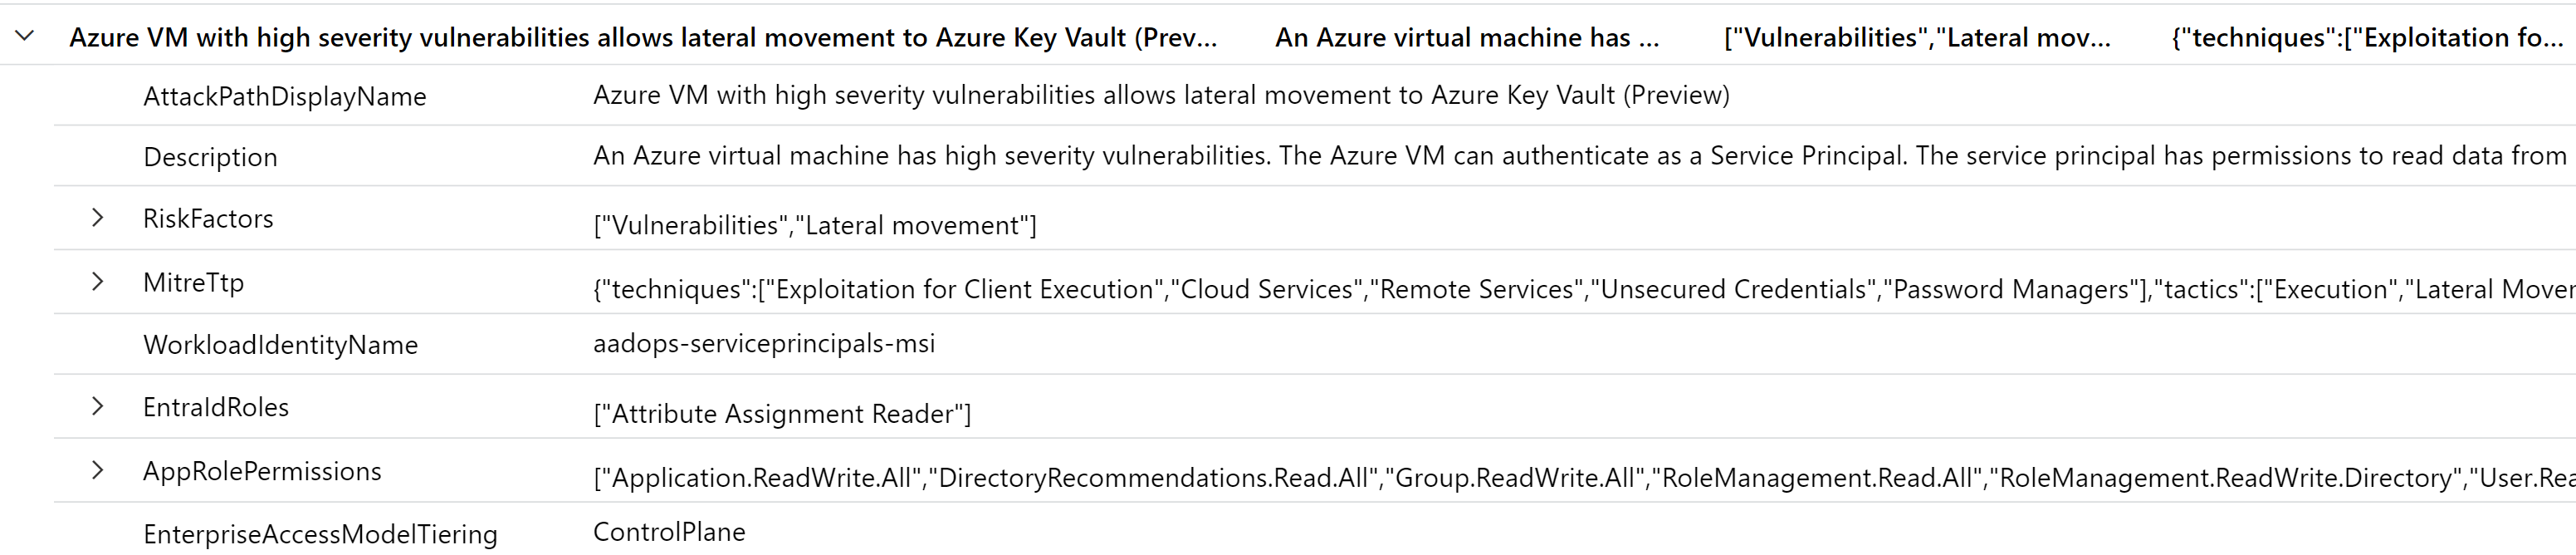 Azure VM with high severity vulnerabilities allows lateral movement to Azure Key Vault (Prev... An Azure virtual machine has ... ["Vulnerabilities","Lateral mov... {"techniques":["Exploitation fo...
AttackPathDisplayName Azure VM with high severity vulnerabilities allows lateral movement to Azure Key Vault (Preview)
Description An Azure virtual machine has high severity vulnerabilities. The Azure VM can authenticate as a Service Principal. The service principal has permissions to read data from
RiskFactors ["Vulnerabilities","Lateral movement"]
MitreTtp {"techniques":["Exploitation for Client Execution","Cloud Services","Remote Services","Unsecured Credentials","Password Managers"],"tactics":["Execution","Lateral Mover
WorkloadIdentityName aadops-serviceprincipals-msi
EntraIdRoles ["Attribute Assignment Reader"]
AppRolePermissions ["Application.ReadWrite.All","DirectoryRecommendations.Read.All","Group.ReadWrite.All","RoleManagement.Read.All","RoleManagement.ReadWrite.Directory","User.Rea
EnterpriseAccessModelTiering ControlPlane